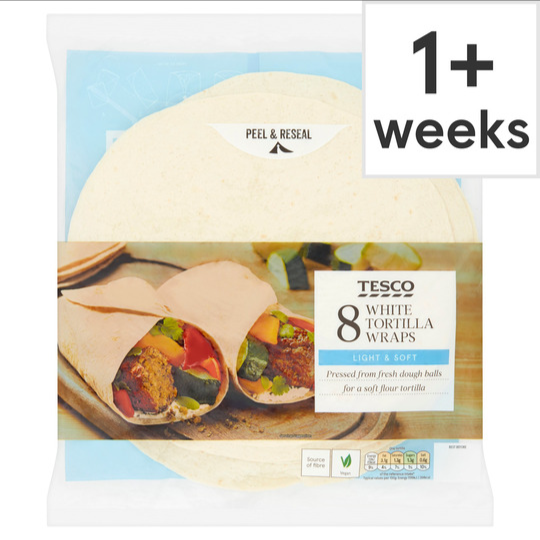 1+
weeks
PEEL & RESEAL
TESCO
8 WHITE
TORTILLA
WRAPS
LIGHT & SOFT
Pressed from fresh dough balls
for a soft flour tortilla
Source
of fibre
Vegan